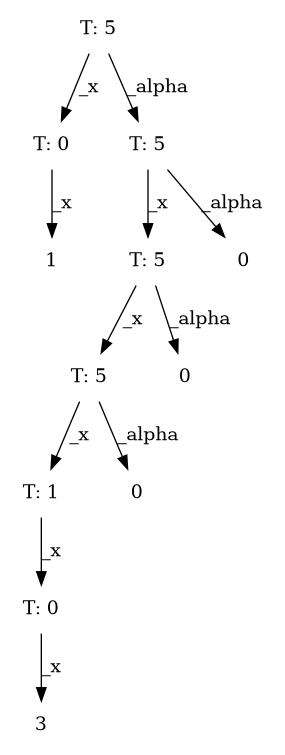 T: 5
_x _alpha
T: 0 T: 5
_x _x _alpha
1 T: 5 0
_x _alpha
T: 5 0
_x _alpha
T: 1 0
_x
T: 0
_x
3